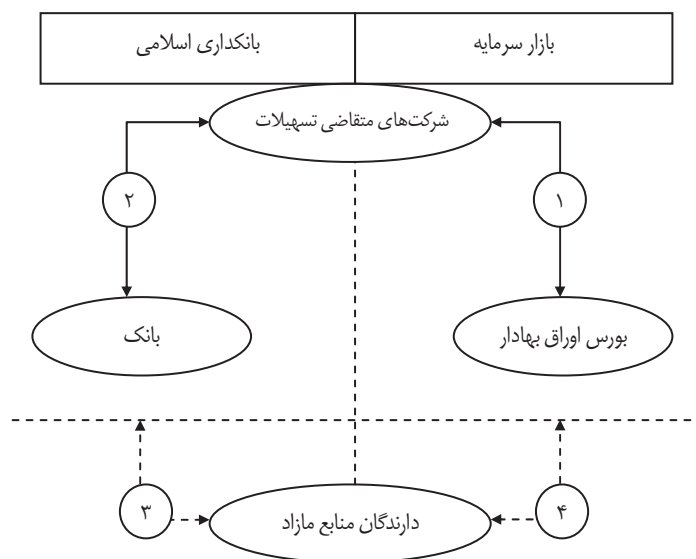 بازار سرمایه
بانکداری اسلامی
شرکت‌های متقاضی تسهیلات
۱
۲
بورس اوراق بهادار
بانک
۴
۳
دارندگان منابع مازاد